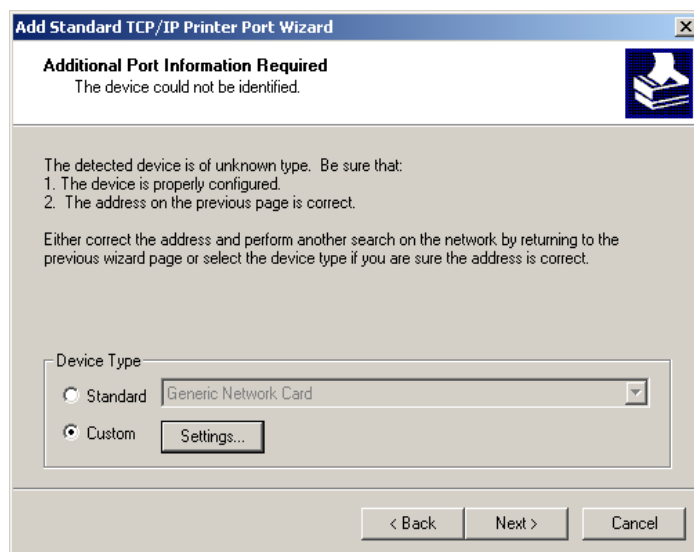 Add Standard TCP/IP Printer Port Wizard
Additional Port Information Required
The device could not be identified.
The detected device is of unknown type.  Be sure that:
1. The device is properly configured.
2.  The address on the previous page is correct.
Either correct the address and perform another search on the network by returning to the
previous wizard page or select the device type if you are sure the address is correct.
Device Type
Standard Generic Network Card
Custom Settings...
< Back Next > Cancel